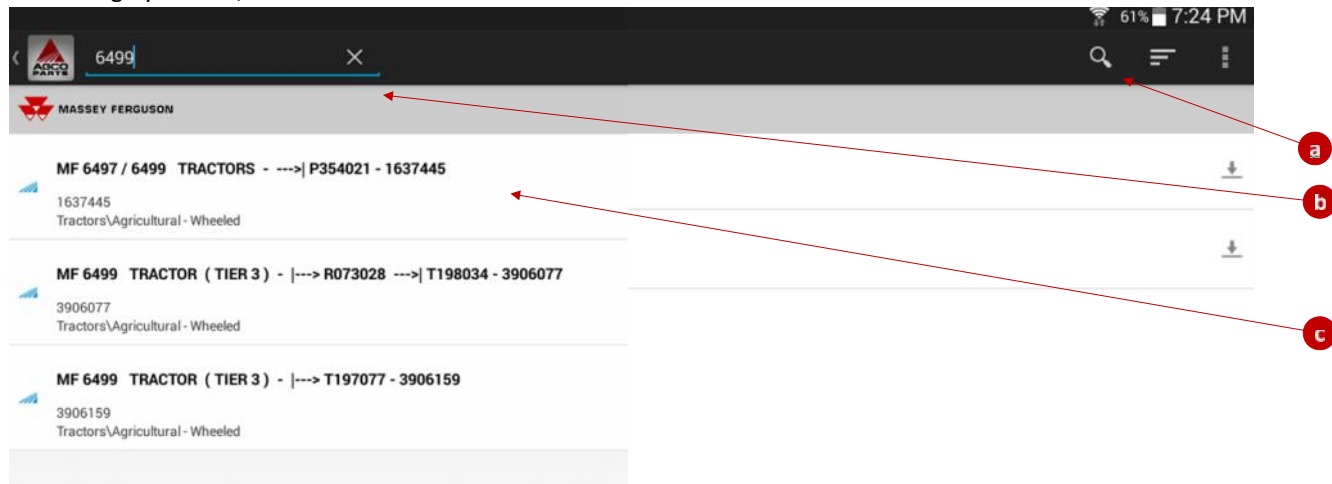 61% 7:24 PM
AGCO PARTS 6499
MASSEY FERGUSON
a
MF 6497 / 6499 TRACTORS - --->| P354021 - 1637445
1637445
Tractors\Agricultural - Wheeled
b
MF 6499 TRACTOR ( TIER 3 ) - |---> R073028 --->| T198034 - 3906077
3906077
Tractors\Agricultural - Wheeled
c
MF 6499 TRACTOR ( TIER 3 ) - |---> T197077 - 3906159
3906159
Tractors\Agricultural - Wheeled